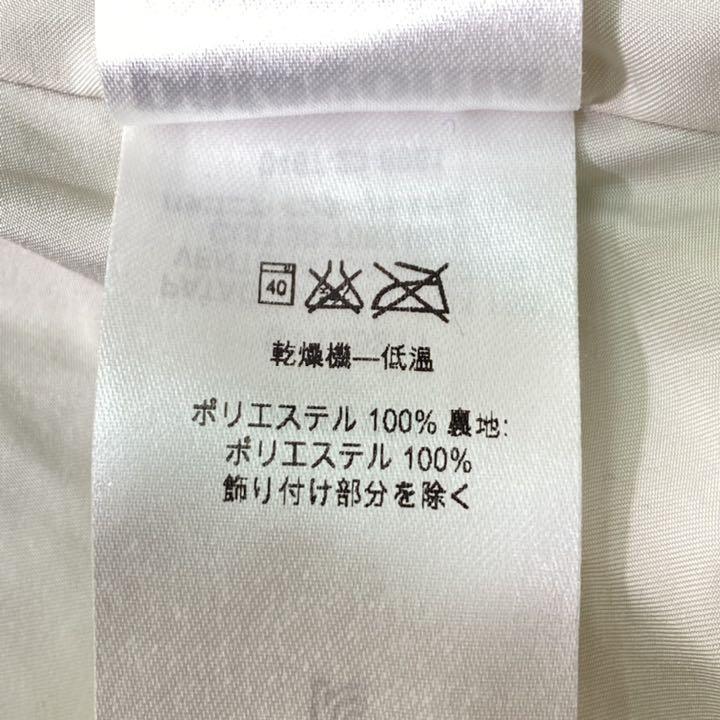 40
乾燥機—低温
ポリエステル 100% 裏地:
ポリエステル 100%
飾り付け部分を除く